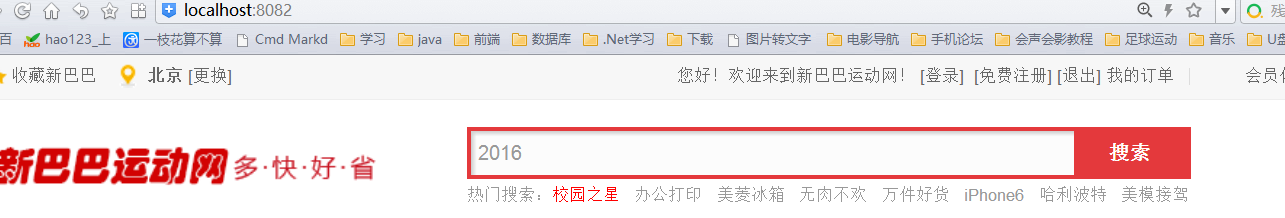 localhost:8082 残
百 hao123_上 一枝花算不算 Cmd Markd 学习 java 前端 数据库 .Net学习 下载 图片转文字 电影导航 手机论坛 会声会影教程 足球运动 音乐 U盘
收藏新巴巴 北京 [更换] 您好！欢迎来到新巴巴运动网！ [登录] [免费注册] [退出] 我的订单 会员
新巴巴运动网 多·快·好·省
2016 搜索
热门搜索： 校园之星 办公打印 美菱冰箱 无肉不欢 万件好货 iPhone6 哈利波特 美模接驾